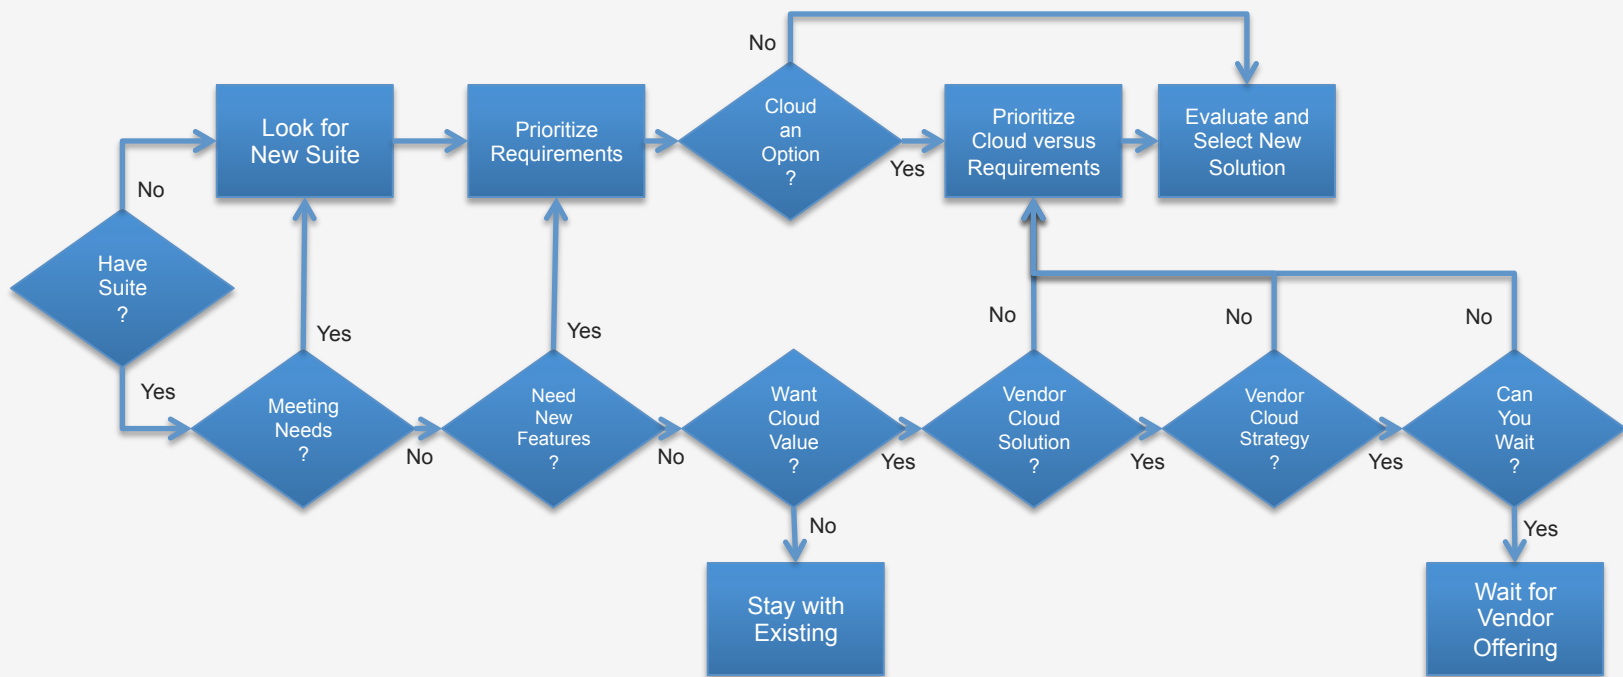 No
Look for
New Suite
Prioritize
Requirements
Cloud
an
Option
?
Yes
Prioritize
Cloud versus
Requirements
Evaluate and
Select New
Solution
No
Have
Suite
?
Yes
Yes
Yes
No
No
No
Meeting
Needs
?
No
Need
New
Features
?
No
Want
Cloud
Value
?
Yes
Vendor
Cloud
Solution
?
Yes
Vendor
Cloud
Strategy
?
Yes
Can
You
Wait
?
No
Yes
Stay with
Existing
Wait for
Vendor
Offering